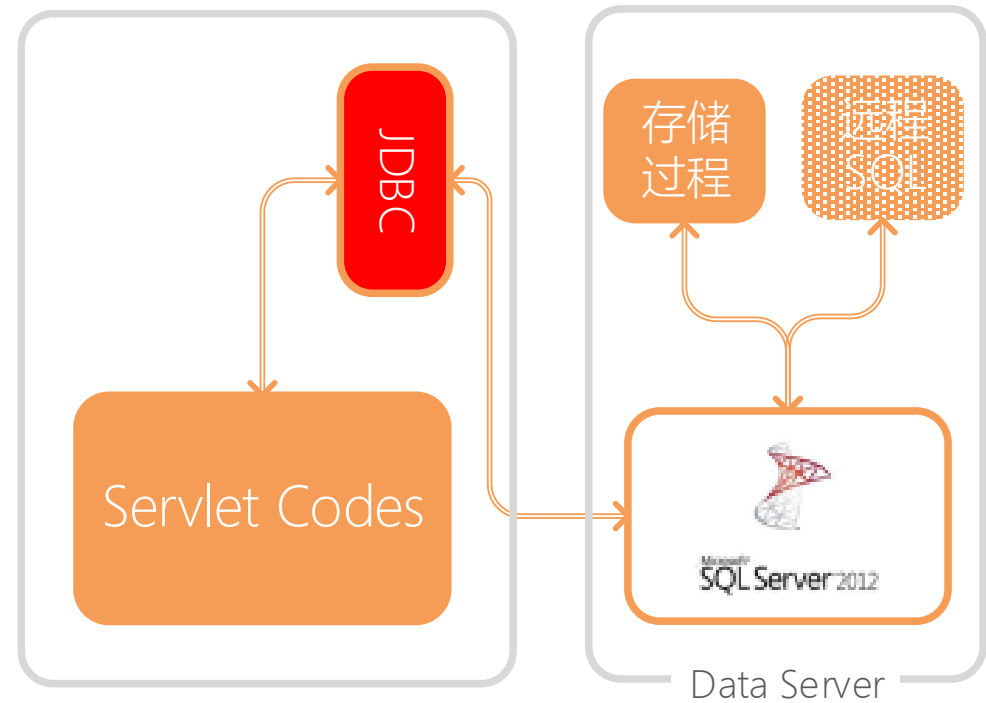 JDBC
Servlet Codes
存储
过程
远程
SQL
Microsoft
SQL Server 2012
Data Server